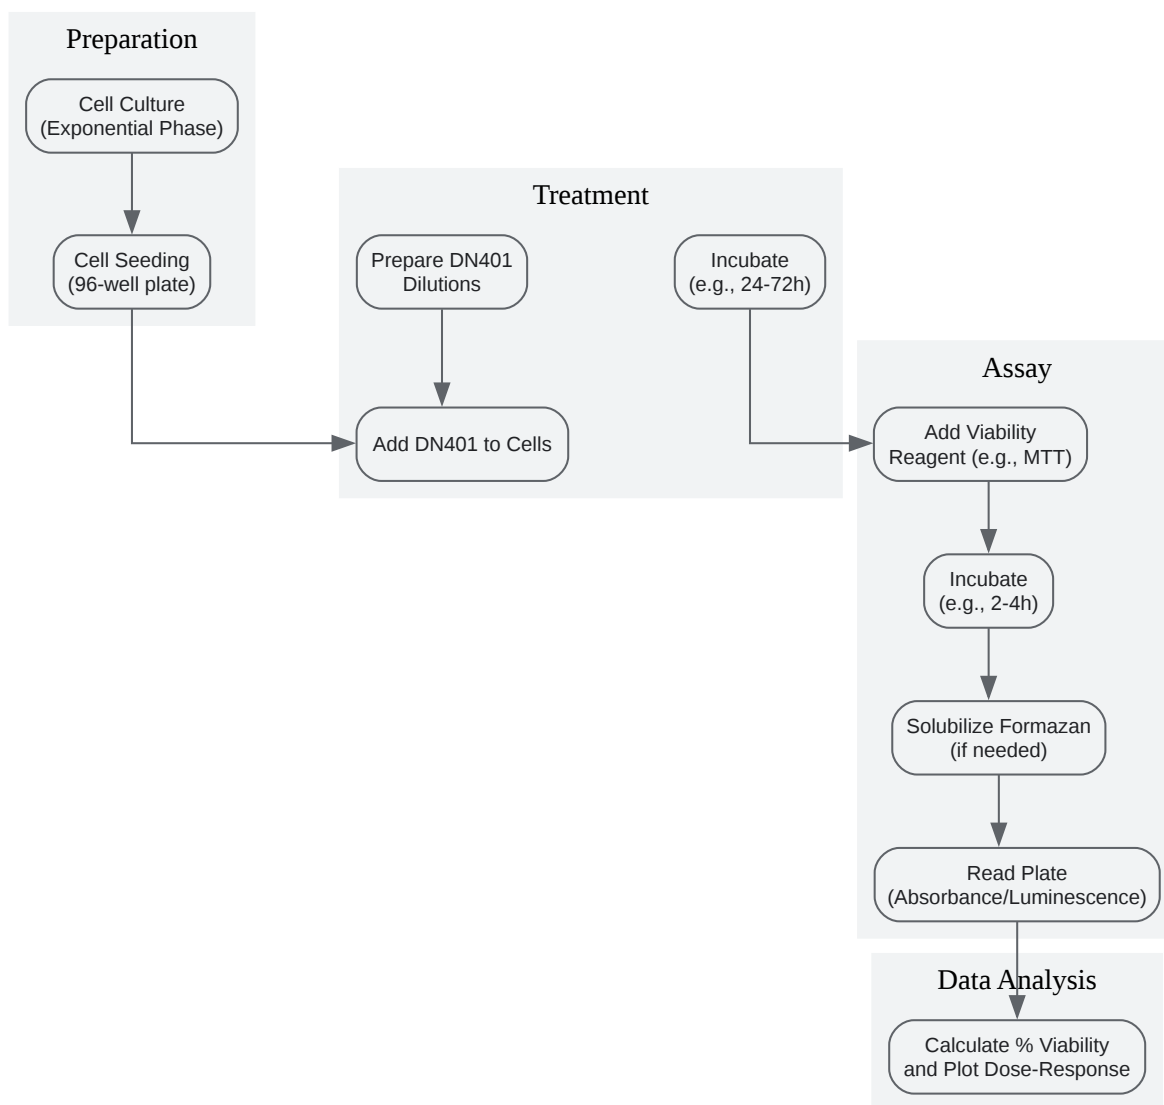 Preparation
Cell Culture
(Exponential Phase)
Cell Seeding
(96-well plate)
Treatment
Prepare DN401
Dilutions
Incubate
(e.g., 24-72h)
Add DN401 to Cells
Assay
Add Viability
Reagent (e.g., MTT)
Incubate
(e.g., 2-4h)
Solubilize Formazan
(if needed)
Read Plate
(Absorbance/Luminescence)
Data Analysis
Calculate % Viability
and Plot Dose-Response